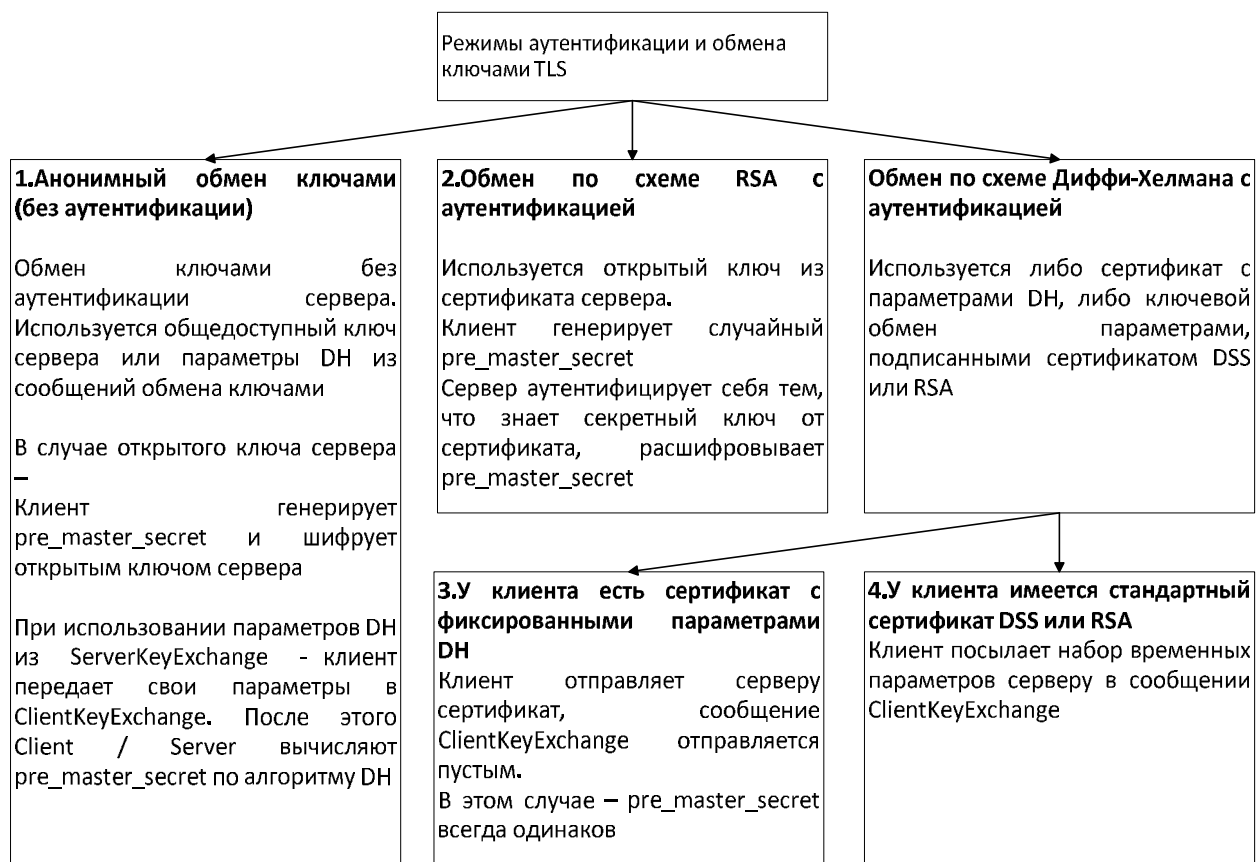 Режимы аутентификации и обмена
ключами TLS
1.Анонимный обмен ключами
(без аутентификации)
Обмен ключами без
аутентификации сервера.
Используется общедоступный ключ
сервера или параметры DH из
сообщений обмена ключами
В случае открытого ключа сервера
–
Клиент генерирует
pre_master_secret и шифрует
открытым ключом сервера
При использовании параметров DH
из ServerKeyExchange - клиент
передает свои параметры в
ClientKeyExchange. После этого
Client / Server вычисляют
pre_master_secret по алгоритму DH
2.Обмен по схеме RSA с
аутентификацией
Используется открытый ключ из
сертификата сервера.
Клиент генерирует случайный
pre_master_secret
Сервер аутентифицирует себя тем,
что знает секретный ключ от
сертификата, расшифровывает
pre_master_secret
Обмен по схеме Диффи-Хелмана с
аутентификацией
Используется либо сертификат с
параметрами DH, либо ключевой
обмен параметрами,
подписанными сертификатом DSS
или RSA
3.У клиента есть сертификат с
фиксированными параметрами
DH
Клиент отправляет серверу
сертификат, сообщение
ClientKeyExchange отправляется
пустым.
В этом случае – pre_master_secret
всегда одинаков
4.У клиента имеется стандартный
сертификат DSS или RSA
Клиент посылает набор временных
параметров серверу в сообщении
ClientKeyExchange